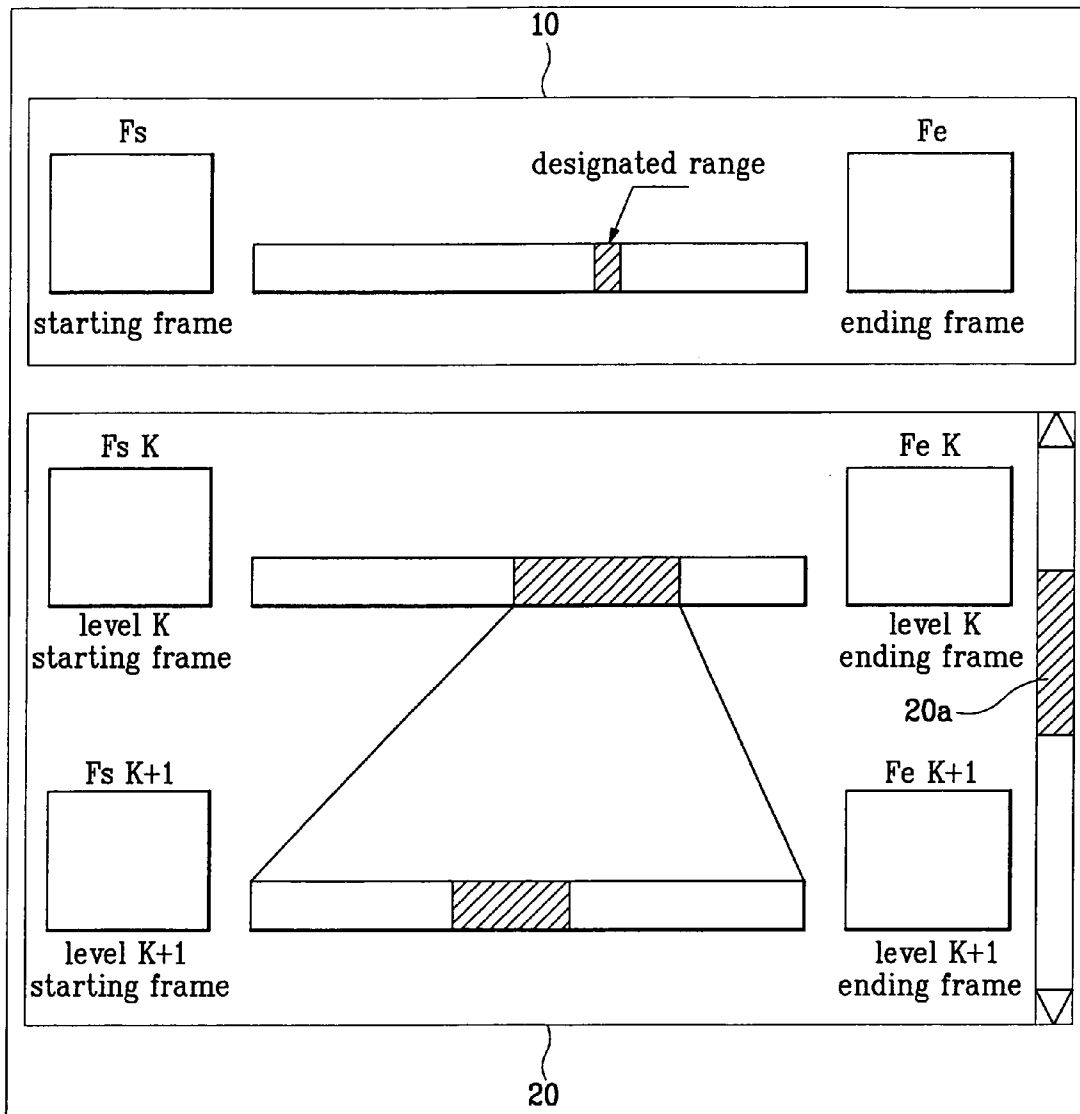 10
Fs
Fe
designated range
starting frame
ending frame
Fs K
Fe K
level K
starting frame
level K
ending frame
20a
Fs K+1
Fe K+1
level K+1
starting frame
level K+1
ending frame
20